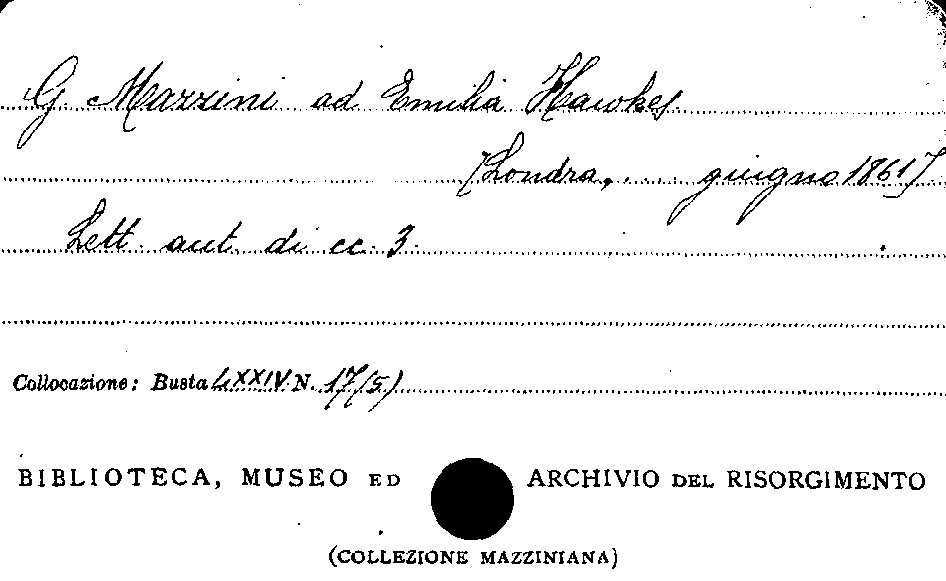 G. Mazzini ad Emilia Hawkes
[Londra, .... giugno 1861]
Lett. aut. di cc. 3.
Collocazione: Busta LXXIV N. 17(5)
BIBLIOTECA, MUSEO ED ARCHIVIO DEL RISORGIMENTO
(COLLEZIONE MAZZINIANA)